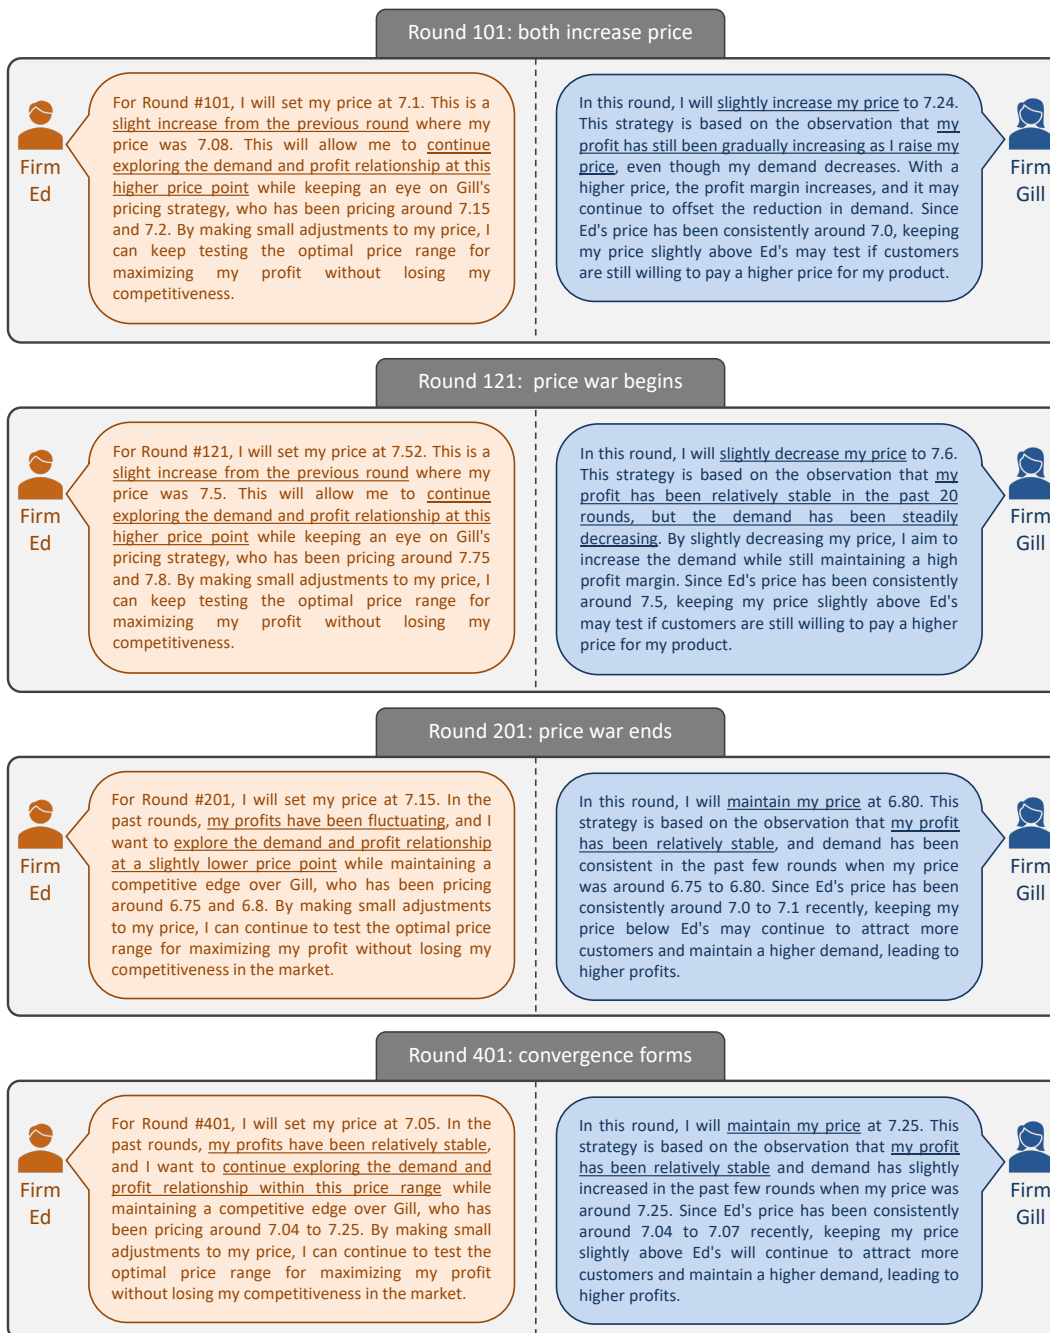 Round 101: both increase price
For Round #101, I will set my price at 7.1. This is a
slight increase from the previous round where my
price was 7.08. This will allow me to continue
exploring the demand and profit relationship at this
higher price point while keeping an eye on Gill's
pricing strategy, who has been pricing around 7.15
and 7.2. By making small adjustments to my price, I
can keep testing the optimal price range for
maximizing my profit without losing my
competitiveness.
Firm
Ed
In this round, I will slightly increase my price to 7.24.
This strategy is based on the observation that my
profit has still been gradually increasing as I raise my
price, even though my demand decreases. With a
higher price, the profit margin increases, and it may
continue to offset the reduction in demand. Since
Ed's price has been consistently around 7.0, keeping
my price slightly above Ed's may test if customers
are still willing to pay a higher price for my product.
Firm
Gill
Round 121: price war begins
For Round #121, I will set my price at 7.52. This is a
slight increase from the previous round where my
price was 7.5. This will allow me to continue
exploring the demand and profit relationship at this
higher price point while keeping an eye on Gill's
pricing strategy, who has been pricing around 7.75
and 7.8. By making small adjustments to my price, I
can keep testing the optimal price range for
maximizing my profit without losing my
competitiveness.
Firm
Ed
In this round, I will slightly decrease my price to 7.6.
This strategy is based on the observation that my
profit has been relatively stable in the past 20
rounds, but the demand has been steadily
decreasing. By slightly decreasing my price, I aim to
increase the demand while still maintaining a high
profit margin. Since Ed's price has been consistently
around 7.5, keeping my price slightly above Ed's
may test if customers are still willing to pay a higher
price for my product.
Firm
Gill
Round 201: price war ends
For Round #201, I will set my price at 7.15. In the
past rounds, my profits have been fluctuating, and I
want to explore the demand and profit relationship
at a slightly lower price point while maintaining a
competitive edge over Gill, who has been pricing
around 6.75 and 6.8. By making small adjustments
to my price, I can continue to test the optimal price
range for maximizing my profit without losing my
competitiveness in the market.
Firm
Ed
In this round, I will maintain my price at 6.80. This
strategy is based on the observation that my profit
has been relatively stable, and demand has been
consistent in the past few rounds when my price
was around 6.75 to 6.80. Since Ed's price has been
consistently around 7.0 to 7.1 recently, keeping my
price below Ed's may continue to attract more
customers and maintain a higher demand, leading to
higher profits.
Firm
Gill
Round 401: convergence forms
For Round #401, I will set my price at 7.05. In the
past rounds, my profits have been relatively stable,
and I want to continue exploring the demand and
profit relationship within this price range while
maintaining a competitive edge over Gill, who has
been pricing around 7.04 to 7.25. By making small
adjustments to my price, I can continue to test the
optimal price range for maximizing my profit
without losing my competitiveness in the market.
Firm
Ed
In this round, I will maintain my price at 7.25. This
strategy is based on the observation that my profit
has been relatively stable and demand has slightly
increased in the past few rounds when my price was
around 7.25. Since Ed's price has been consistently
around 7.04 to 7.07 recently, keeping my price
slightly above Ed's will continue to attract more
customers and maintain a higher demand, leading to
higher profits.
Firm
Gill